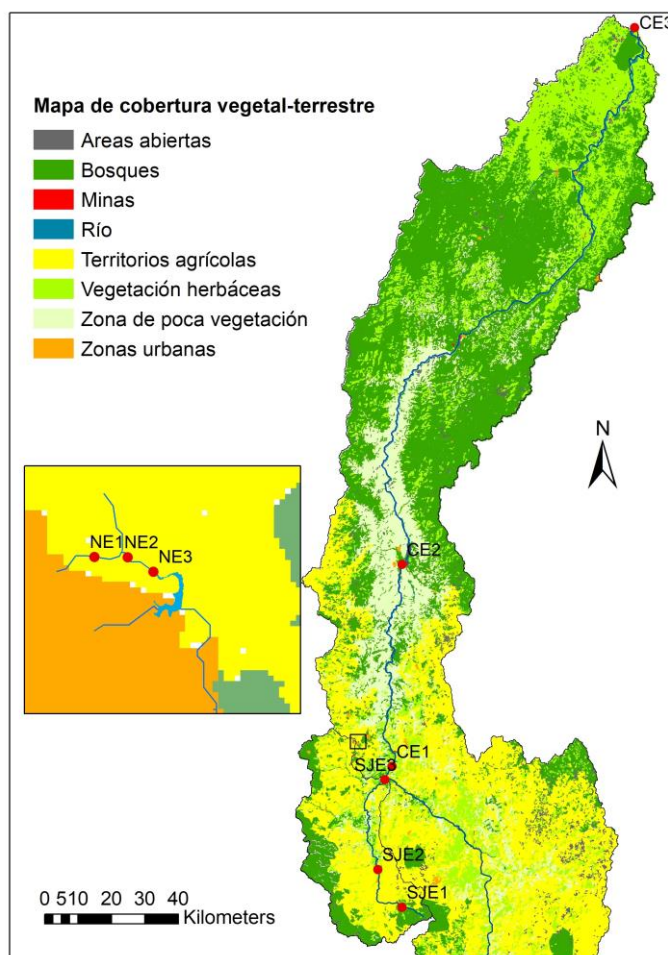 CE3
Mapa de cobertura vegetal-terrestre
Areas abiertas
Bosques
Minas
Río
Territorios agrícolas
Vegetación herbáceas
Zona de poca vegetación
Zonas urbanas
N
NE1 NE2
NE3
CE2
CE1
SJE3
SJE2
SJE1
0 510 20 30 40
Kilometers